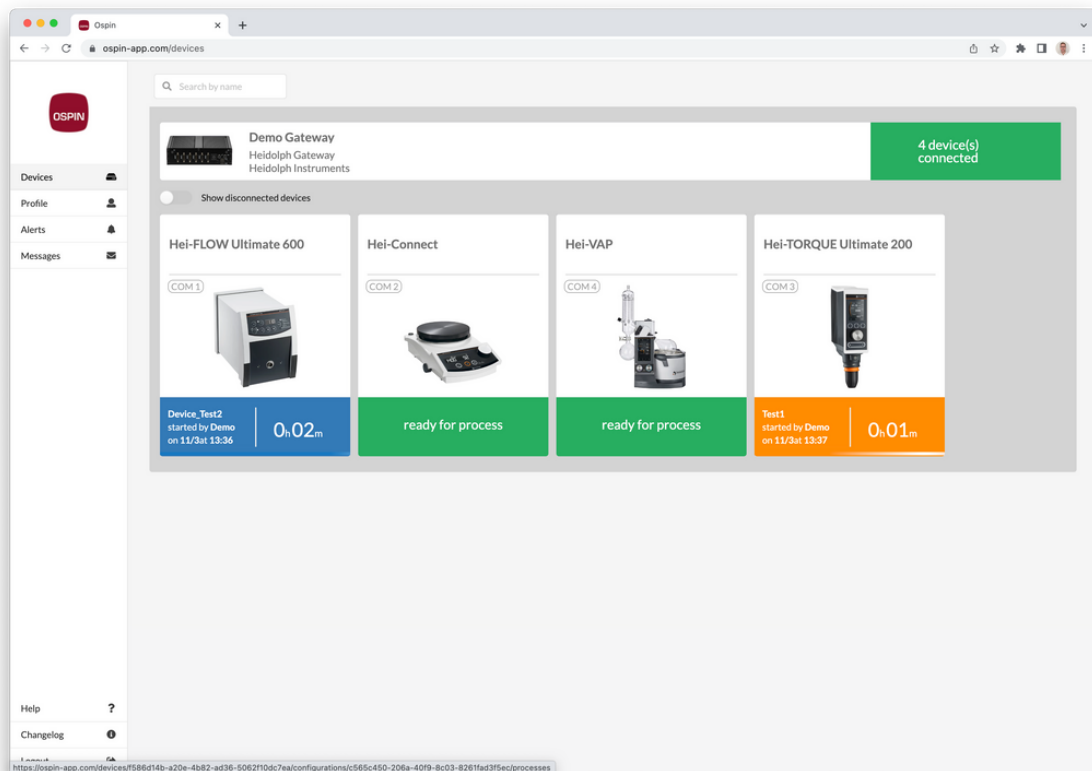 Ospin
ospin-app.com/devices
OSPIN
Devices
Profile
Alerts
Messages
Search by name
Demo Gateway
Heidolph Gateway
Heidolph Instruments
4 device(s)
connected
Show disconnected devices
Hei-FLOW Ultimate 600
COM 1
Device_Test2
started by Demo
on 11/3at 13:36
0h02m
Hei-Connect
COM 2
ready for process
Hei-VAP
COM 4
ready for process
Hei-TORQUE Ultimate 200
COM 3
Test1
started by Demo
on 11/3at 13:37
0h01m
Help
Changelog
Logout
https://ospin-app.com/devices/f586d14b-a20e-4b82-ad36-5062f10dc7ea/configurations/c565c450-206a-40f9-8c03-8261fad3f5ec/processes